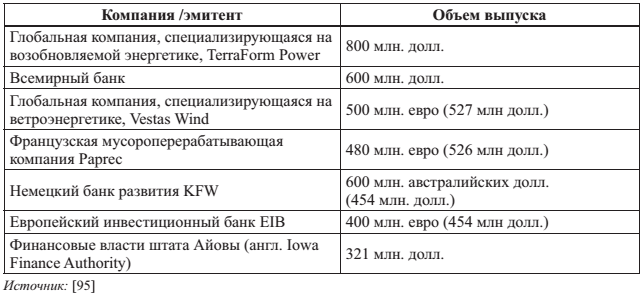 Компания /эмитент
Объем выпуска
Глобальная компания, специализирующаяся на
возобновляемой энергетике, TerraForm Power
800 млн. долл.
Всемирный банк
600 млн. долл.
Глобальная компания, специализирующаяся на
ветроэнергетике, Vestas Wind
500 млн. евро (527 млн долл.)
Французская мусороперерабатывающая
компания Paprec
480 млн. евро (526 млн долл.)
Немецкий банк развития KFW
600 млн. австралийских долл.
(454 млн. долл.)
Европейский инвестиционный банк EIB
400 млн. евро (454 млн долл.)
Финансовые власти штата Айовы (англ. Iowa
Finance Authority)
321 млн. долл.
Источник: [95]